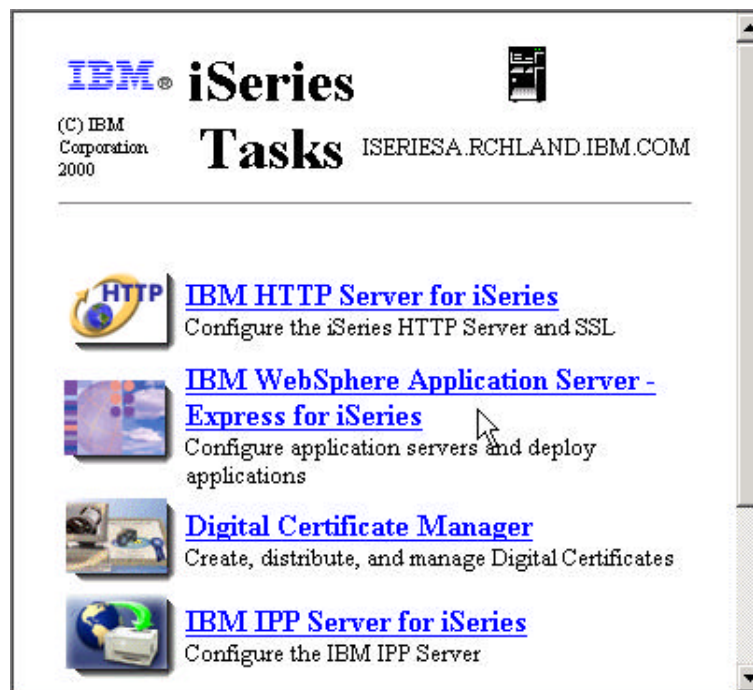 IBM® iSeries
Tasks
(C) IBM
Corporation
2000
ISERIESA.RCHLAND.IBM.COM
HTTP
IBM HTTP Server for iSeries
Configure the iSeries HTTP Server and SSL
IBM WebSphere Application Server -
Express for iSeries
Configure application servers and deploy
applications
Digital Certificate Manager
Create, distribute, and manage Digital Certificates
IBM IPP Server for iSeries
Configure the IBM IPP Server